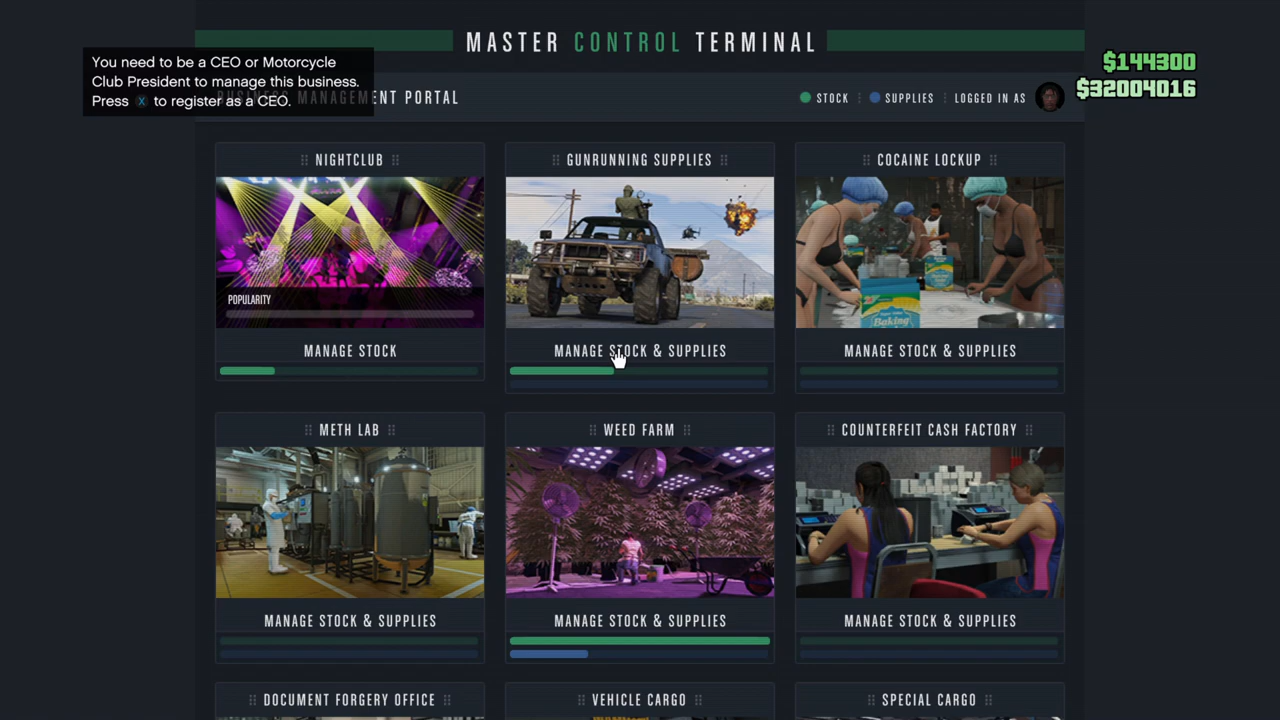 MASTER CONTROL TERMINAL
You need to be a CEO or Motorcycle
Club President to manage this business.
Press X to register as a CEO.
MANAGEMENT PORTAL
STOCK
SUPPLIES
LOGGED IN AS
$144300
$32004016
NIGHTCLUB
GUNRUNNING SUPPLIES
COCAINE LOCKUP
POPULARITY
Baking
MANAGE STOCK
MANAGE STOCK & SUPPLIES
MANAGE STOCK & SUPPLIES
METH LAB
WEED FARM
COUNTERFEIT CASH FACTORY
MANAGE STOCK & SUPPLIES
MANAGE STOCK & SUPPLIES
MANAGE STOCK & SUPPLIES
DOCUMENT FORGERY OFFICE
VEHICLE CARGO
SPECIAL CARGO